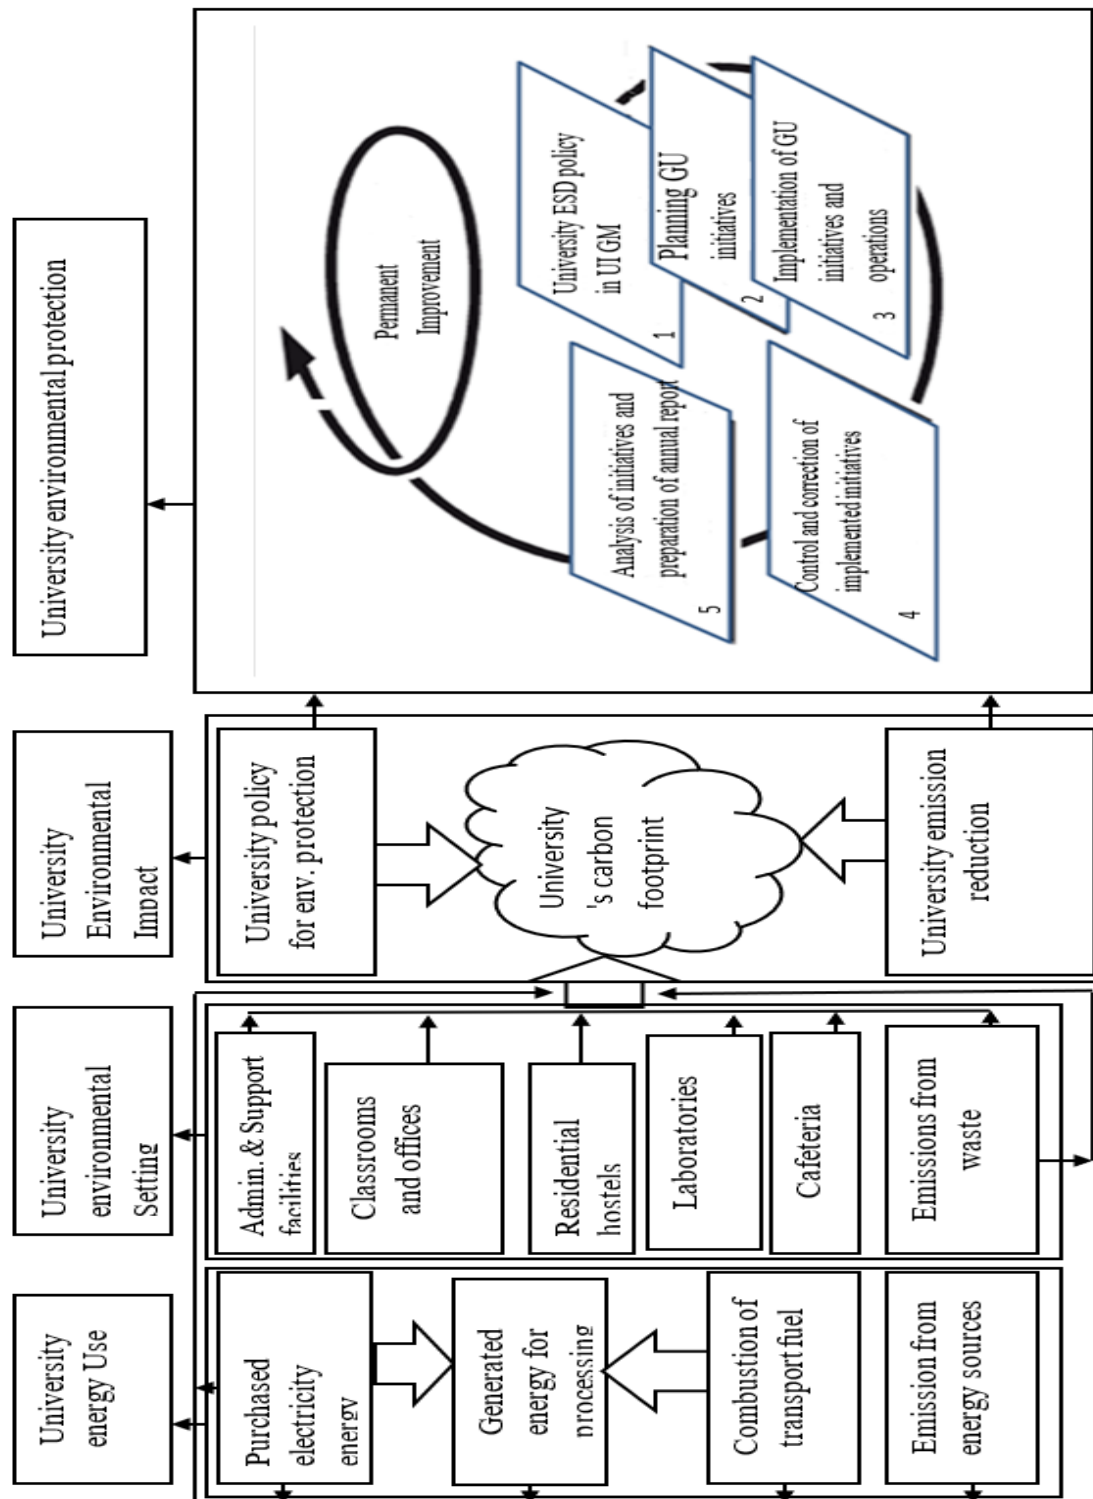 University
energy Use
University
environmental
Setting
University
Environmental
Impact
University environmental protection
Purchased
electricity
energy
Generated
energy for
processing
Combustion of
transport fuel
Emission from
energy sources
Admin. & Support
facilities
Classrooms
and offices
Residential
hostels
Laboratories
Cafeteria
Emissions from
waste
University policy
for env. protection
University
's carbon
footprint
University emission
reduction
Permanent
Improvement
University ESD policy
in UI GM
1
Planning GU
initiatives
2
Implementation of GU
initiatives and
operations
3
Control and correction of
implemented initiatives
4
Analysis of initiatives and
preparation of annual report
5